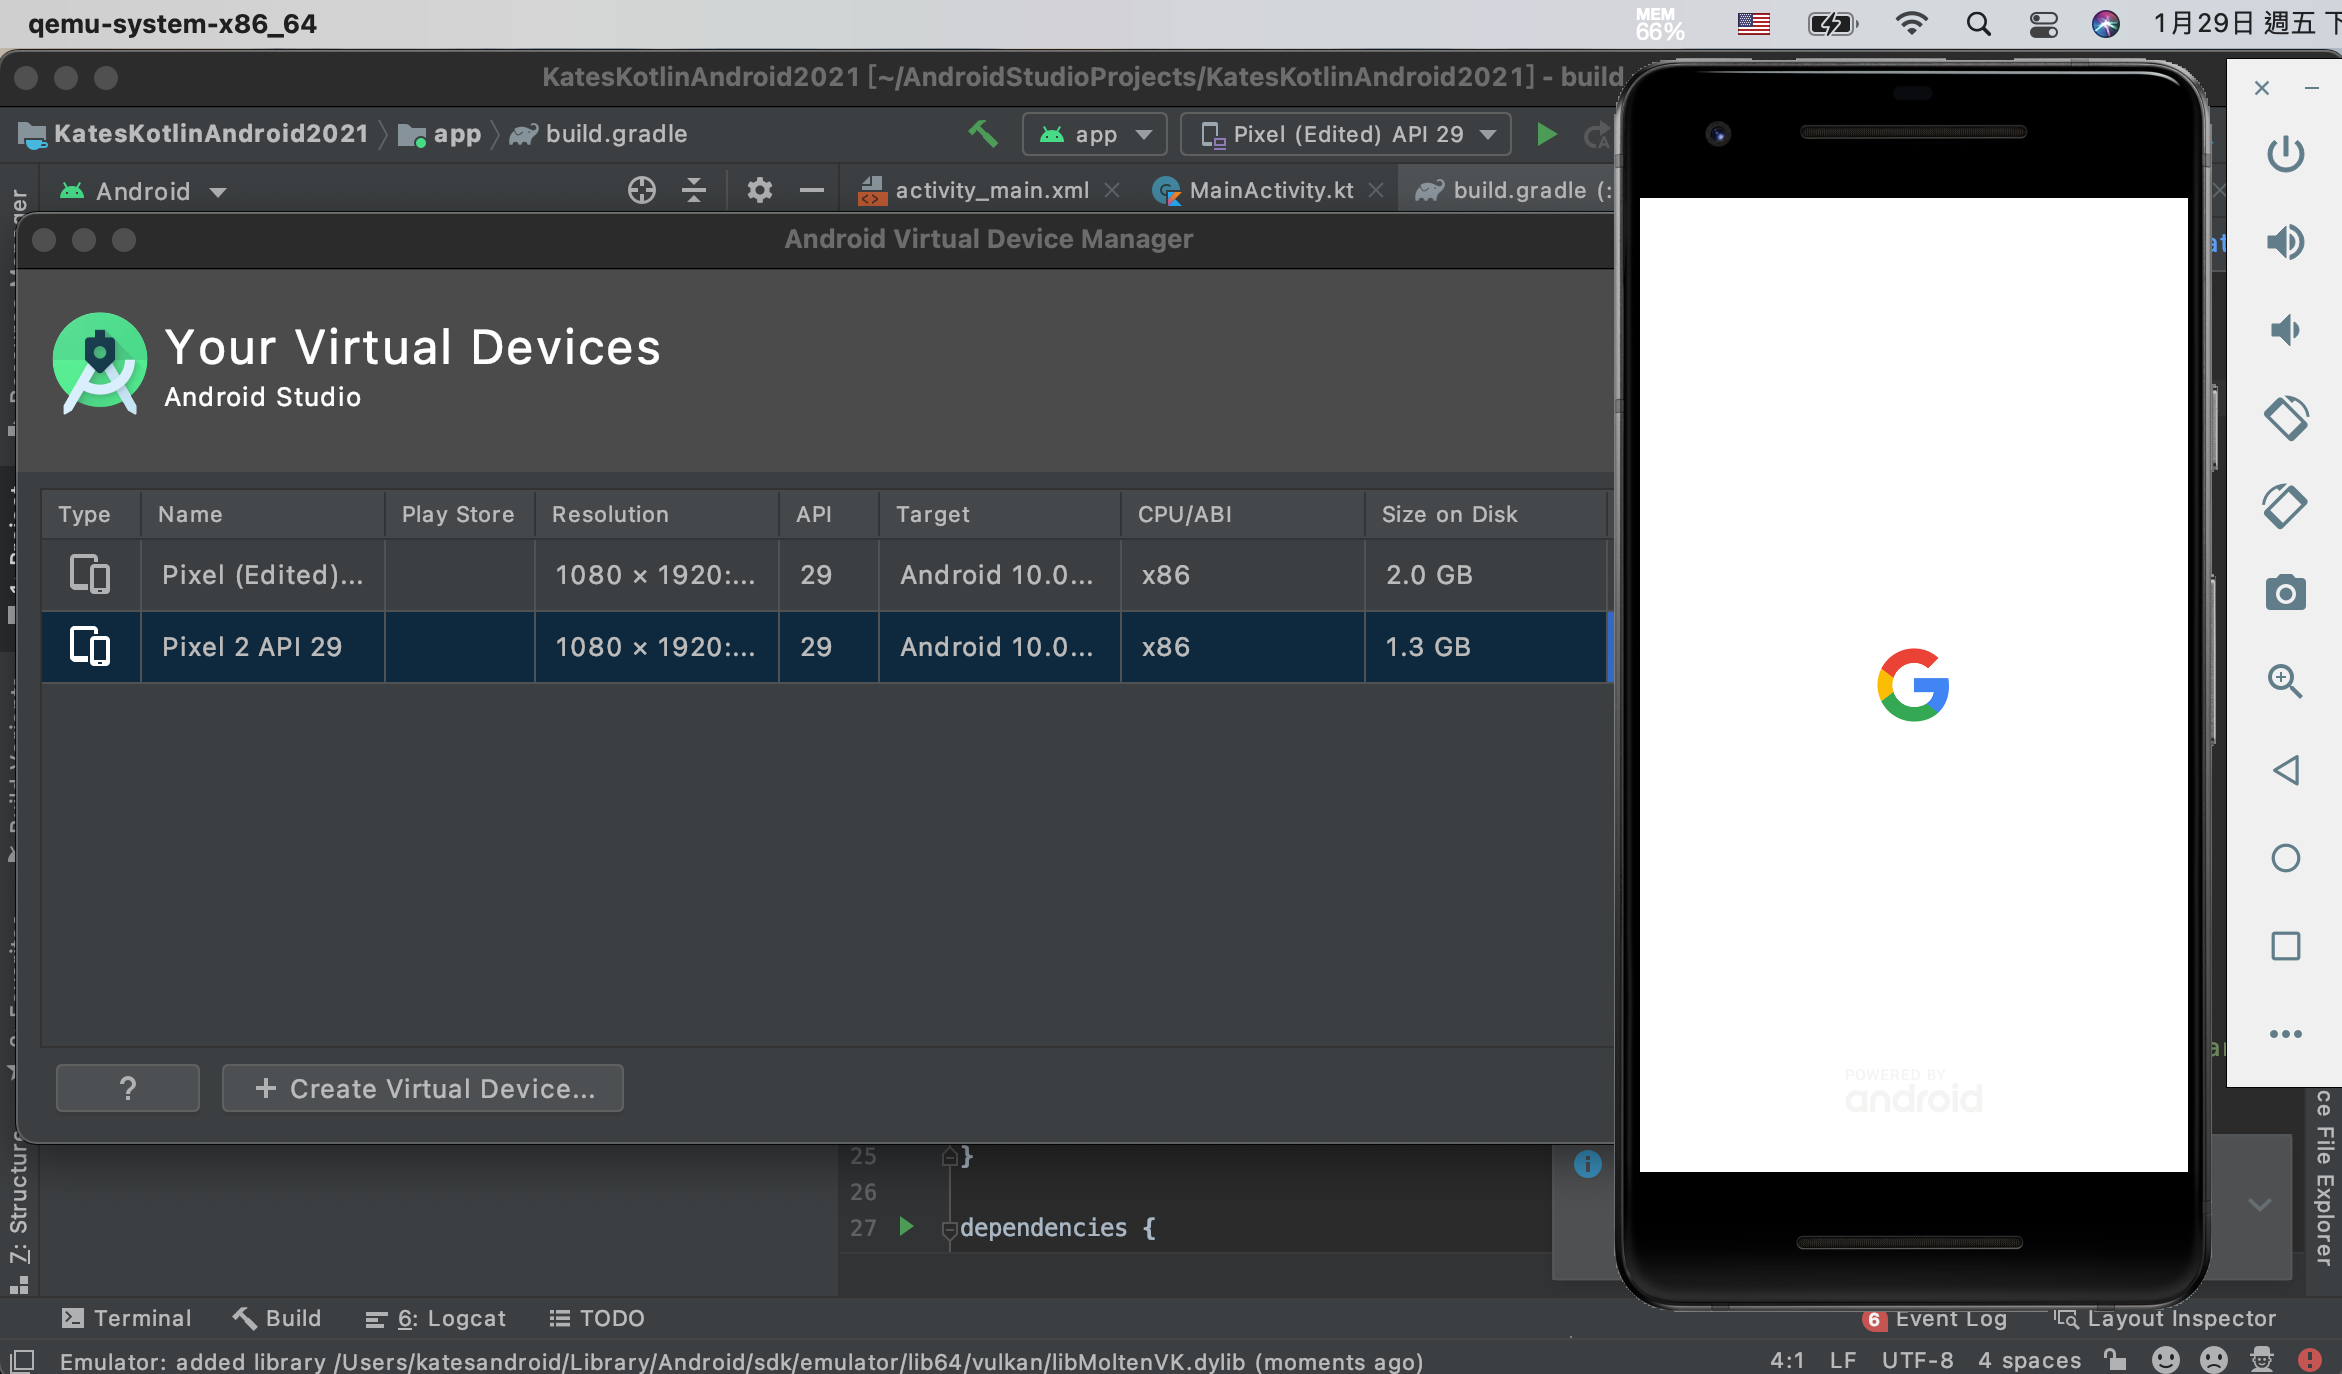 qemu-system-x86_64
MEM
66%
1月29日 週五 下
KatesKotlinAndroid2021 [~/AndroidStudioProjects/KatesKotlinAndroid2021] - build
KatesKotlinAndroid2021
app
build.gradle
app
Pixel (Edited) API 29
Android
activity_main.xml
MainActivity.kt
build.gradle (:
Android Virtual Device Manager
Your Virtual Devices
Android Studio
Type Name Play Store Resolution API Target CPU/ABI Size on Disk
Pixel (Edited)... 1080 × 1920:... 29 Android 10.0... x86 2.0 GB
Pixel 2 API 29 1080 × 1920:... 29 Android 10.0... x86 1.3 GB
?
+ Create Virtual Device...
POWERED BY
android
25 }
26
27 dependencies {
Z: Structure
ce File Explorer
Terminal
Build
6: Logcat
TODO
6 Event Log
Layout Inspector
Emulator: added library /Users/katesandroid/Library/Android/sdk/emulator/lib64/vulkan/libMoltenVK.dylib (moments ago)
4:1 LF UTF-8 4 spaces